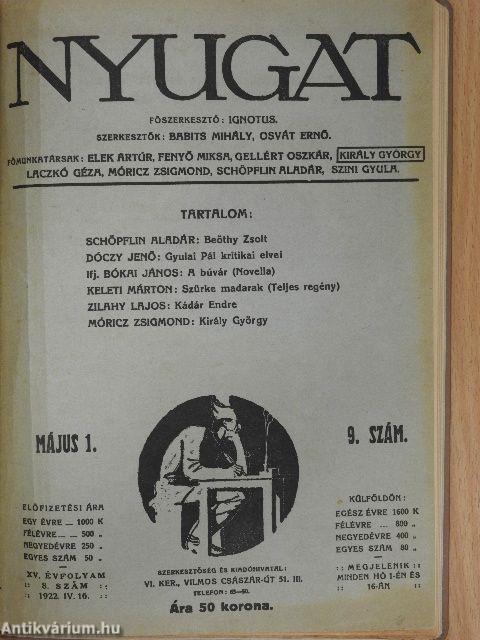 NYUGAT
FŐSZERKESZTŐ: IGNOTUS.
SZERKESZTŐK: BABITS MIHÁLY, OSVÁT ERNŐ.
FŐMUNKATÁRSAK: ELEK ARTÚR, FENYŐ MIKSA, GELLÉRT OSZKÁR, KIRÁLY GYÖRGY
LACZKÓ GÉZA, MÓRICZ ZSIGMOND, SCHÖPFLIN ALADÁR, SZINI GYULA.
TARTALOM:
SCHÖPFLIN ALADÁR: Beöthy Zsolt
DÓCZY JENŐ: Gyulai Pál kritikai elvei
Ifj. BÓKAI JÁNOS: A búvár (Novella)
KELETI MÁRTON: Szürke madarak (Teljes regény)
ZILAHY LAJOS: Kádár Endre
MÓRICZ ZSIGMOND: Király György
MÁJUS 1.
9. SZÁM.
ELŐFIZETÉSI ÁRA
EGY ÉVRE ... 1000 K
FÉLÉVRE ... 500 „
NEGYEDÉVRE 250 „
EGYES SZÁM 50 „
XV. ÉVFOLYAM
:: 8. SZÁM ::
1922. IV. 16.
SZERKESZTŐSÉG ÉS KIADÓHIVATAL:
VI. KER., VILMOS CSÁSZÁR-ÚT 51. III.
TELEFON: 65—50.
Ára 50 korona.
KÜLFÖLDÖN:
EGÉSZ ÉVRE 1600 K
FÉLÉVRE ... 800 „
NEGYEDÉVRE 400 „
EGYES SZÁM 80 „
:: MEGJELENIK ::
MINDEN HÓ 1-ÉN ÉS
:: 16-ÁN ::
Antikvárium.hu